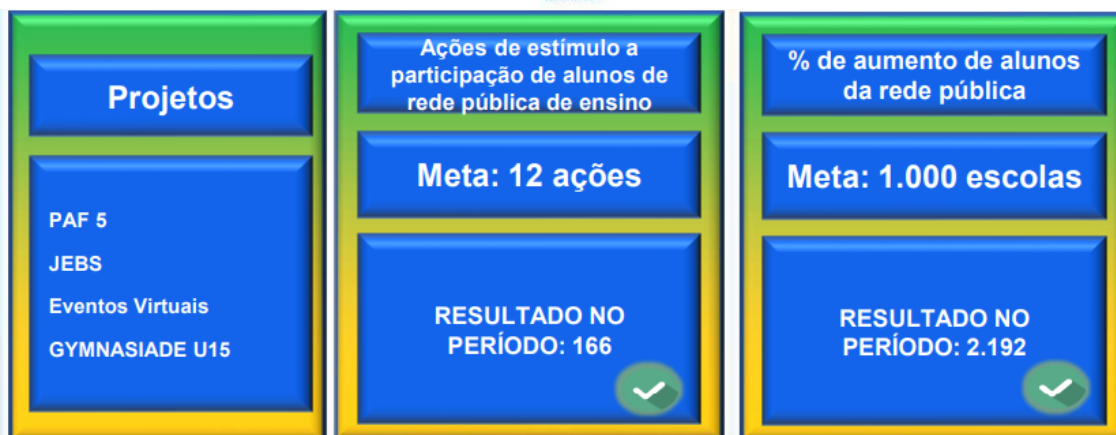 Projetos
PAF 5
JEBS
Eventos Virtuais
GYMNASIADE U15
Ações de estímulo a
participação de alunos de
rede pública de ensino
Meta: 12 ações
RESULTADO NO
PERÍODO: 166
% de aumento de alunos
da rede pública
Meta: 1.000 escolas
RESULTADO NO
PERÍODO: 2.192